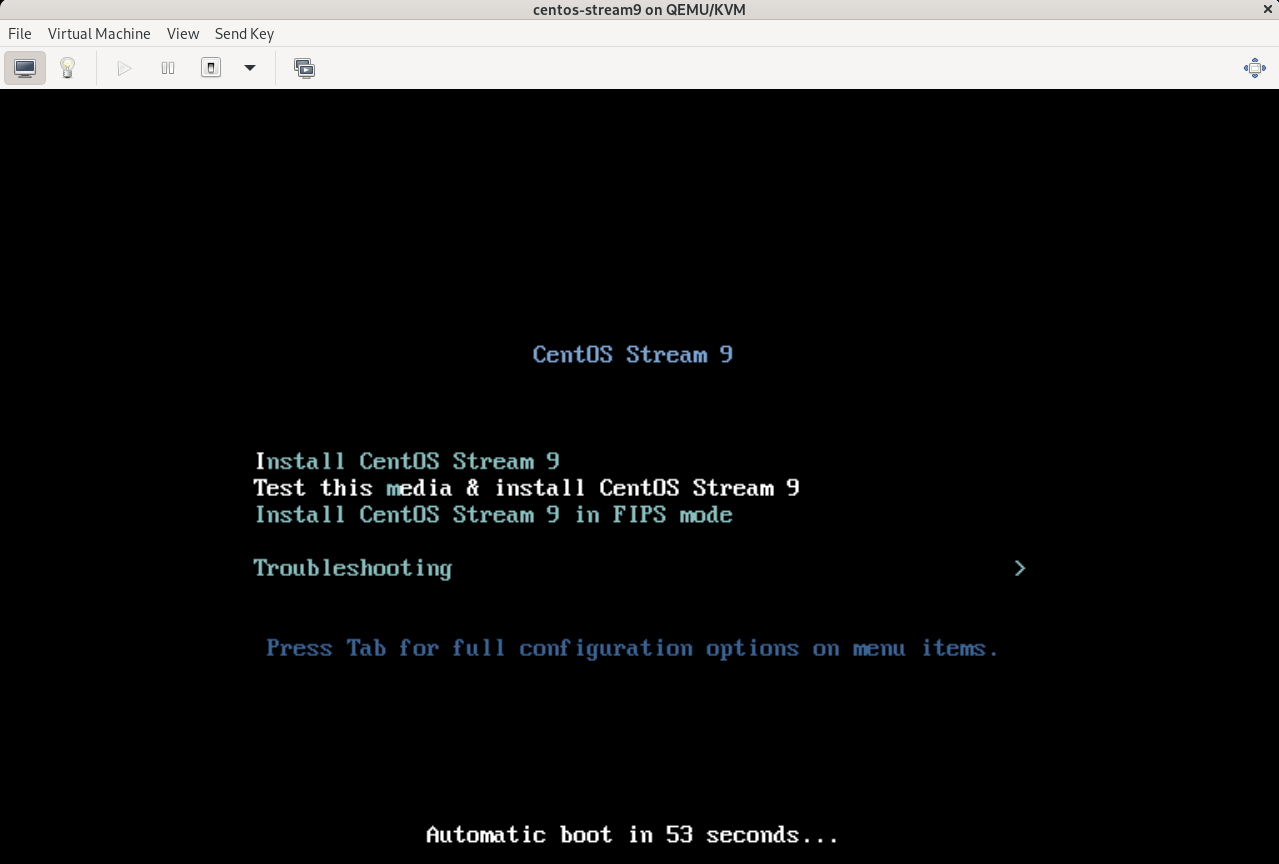 centos-stream9 on QEMU/KVM
File Virtual Machine View Send Key
CentOS Stream 9
Install CentOS Stream 9
Test this media & install CentOS Stream 9
Install CentOS Stream 9 in FIPS mode
Troubleshooting >
Press Tab for full configuration options on menu items.
Automatic boot in 53 seconds...